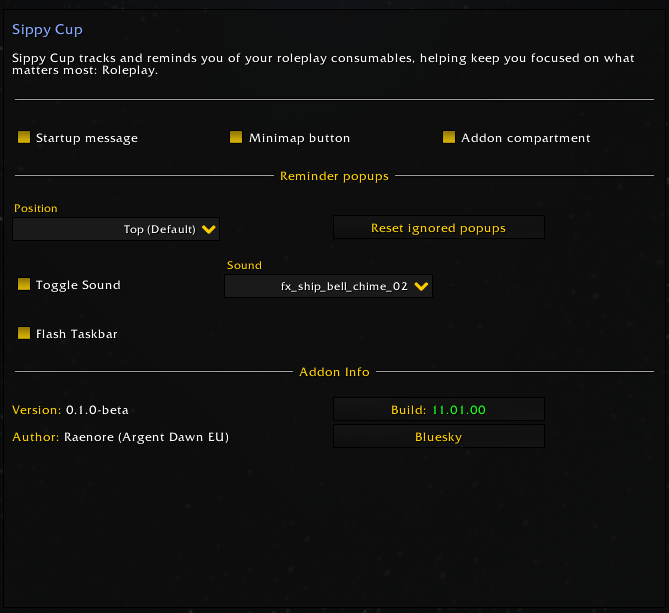 Sippy Cup
Sippy Cup tracks and reminds you of your roleplay consumables, helping keep you focused on what
matters most: Roleplay.
Startup message
Minimap button
Addon compartment
Reminder popups
Position
Top (Default)
Reset ignored popups
Toggle Sound
Sound
fx_ship_bell_chime_02
Flash Taskbar
Addon Info
Version: 0.1.0-beta
Build: 11.01.00
Author: Raenore (Argent Dawn EU)
Bluesky